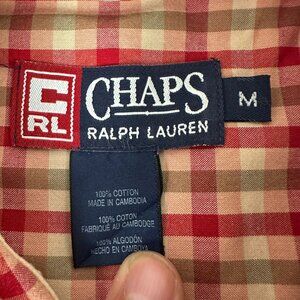 C
RL
CHAPS
RALPH LAUREN
M
100% COTTON
MADE IN CAMBODIA
100% COTON
FABRIQUÉ AU CAMBODGE
100% ALGODÓN
HECHO EN CAMBOYA